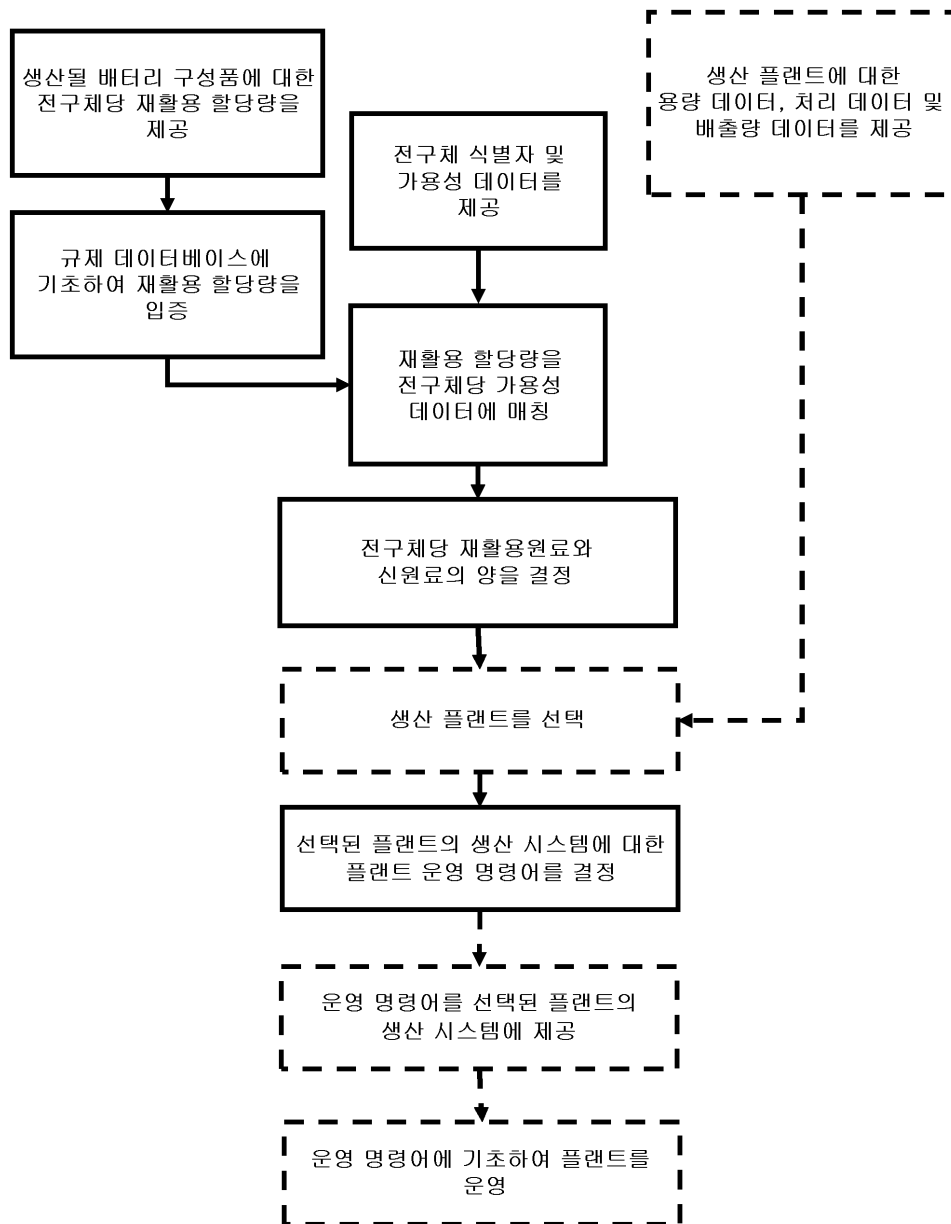 생산될 배터리 구성품에 대한
전구체당 재활용 할당량을
제공
전구체 식별자 및
가용성 데이터를
제공
생산 플랜트에 대한
용량 데이터, 처리 데이터 및
배출량 데이터를 제공
규제 데이터베이스에
기초하여 재활용 할당량을
입증
재활용 할당량을
전구체당 가용성
데이터에 매칭
전구체당 재활용원료와
신원료의 양을 결정
생산 플랜트를 선택
선택된 플랜트의 생산 시스템에 대한
플랜트 운영 명령어를 결정
운영 명령어를 선택된 플랜트의
생산 시스템에 제공
운영 명령어에 기초하여 플랜트를
운영